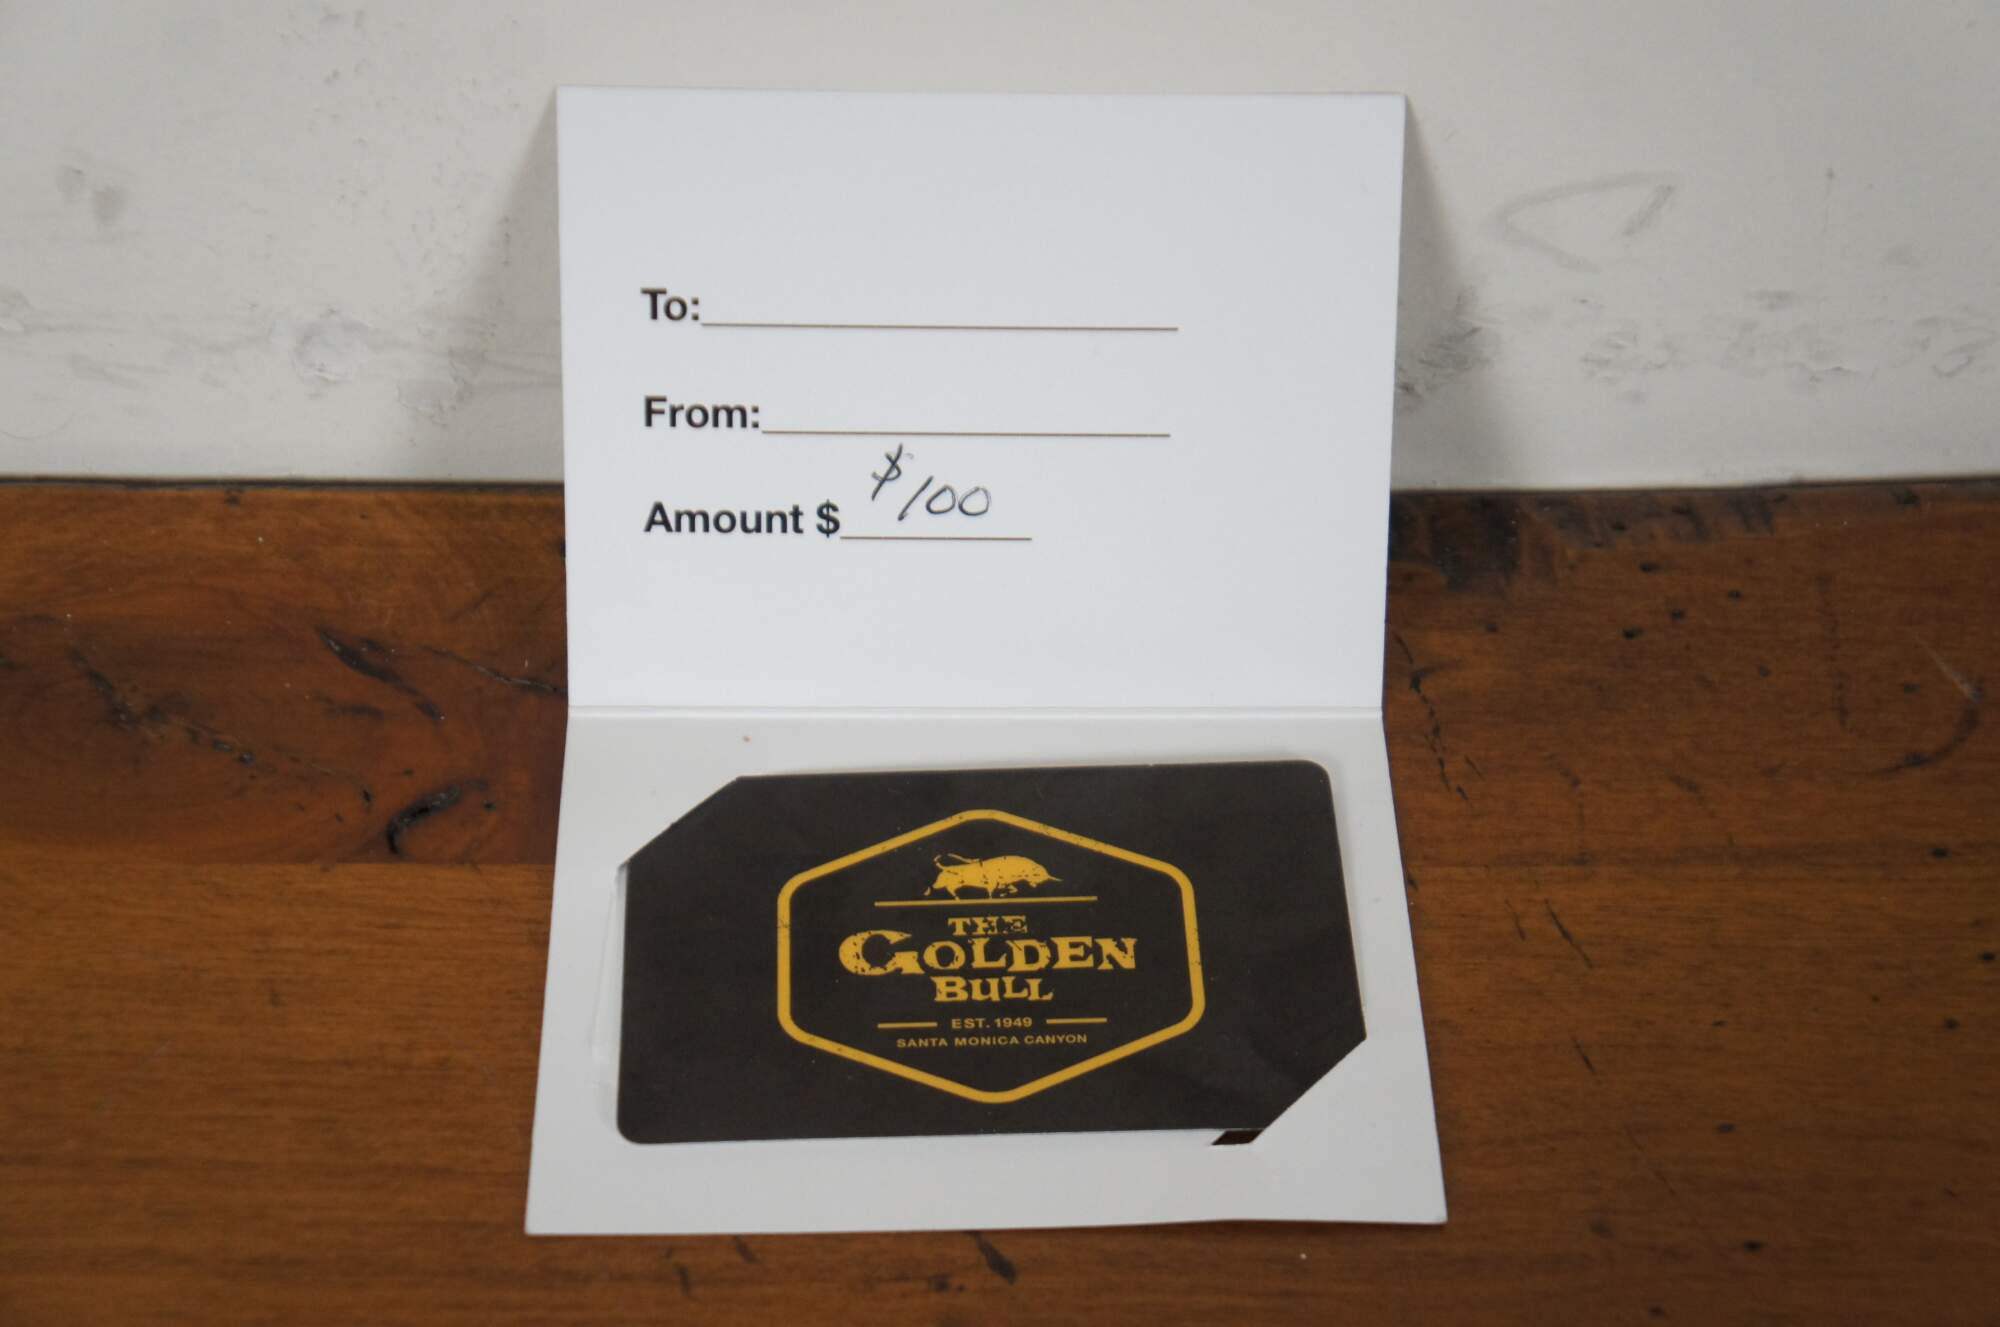 To:
From:
Amount $ $100
THE
GOLDEN
BULL
EST. 1949
SANTA MONICA CANYON